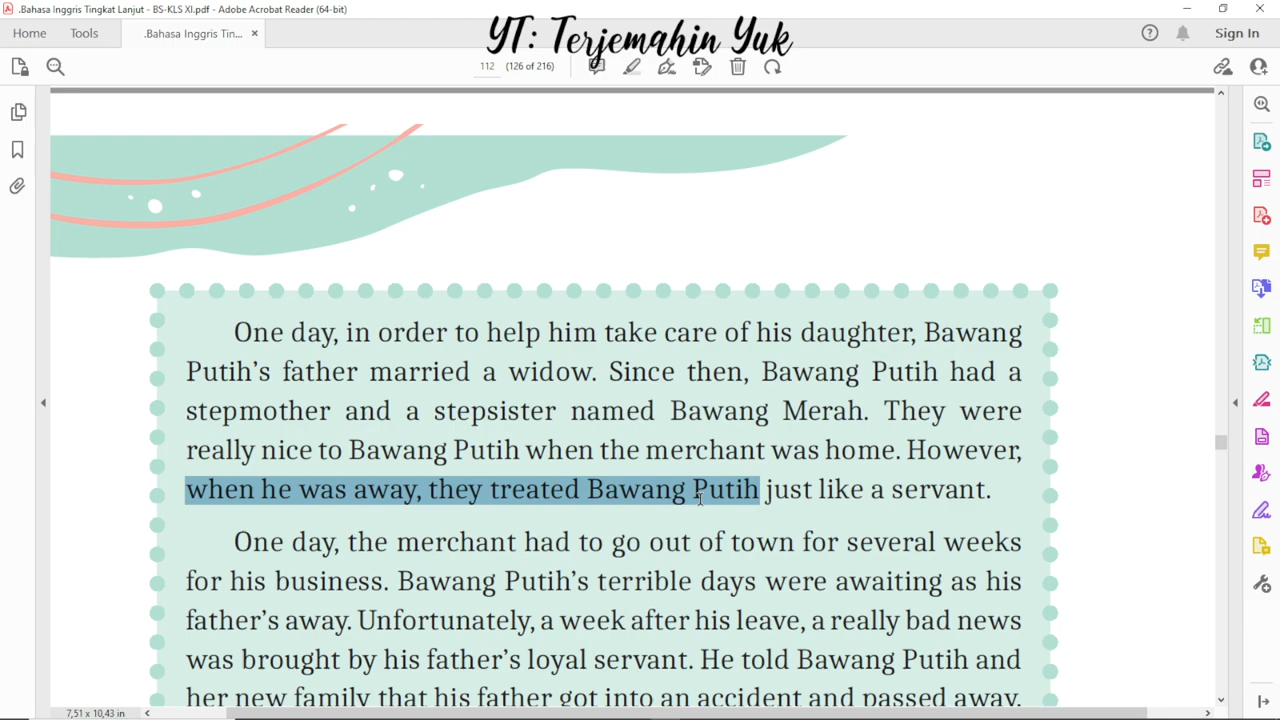 .Bahasa Inggris Tingkat Lanjut - BS-KLS XI.pdf - Adobe Acrobat Reader (64-bit)
Home
Tools
.Bahasa Inggris Tin...
Sign In
YT: Terjemahin Yuk
112 (126 of 216)
One day, in order to help him take care of his daughter, Bawang
Putih’s father married a widow. Since then, Bawang Putih had a
stepmother and a stepsister named Bawang Merah. They were
really nice to Bawang Putih when the merchant was home. However,
when he was away, they treated Bawang Putih just like a servant.
One day, the merchant had to go out of town for several weeks
for his business. Bawang Putih’s terrible days were awaiting as his
father’s away. Unfortunately, a week after his leave, a really bad news
was brought by his father’s loyal servant. He told Bawang Putih and
her new family that his father got into an accident and passed away.
7,51 x 10,43 in